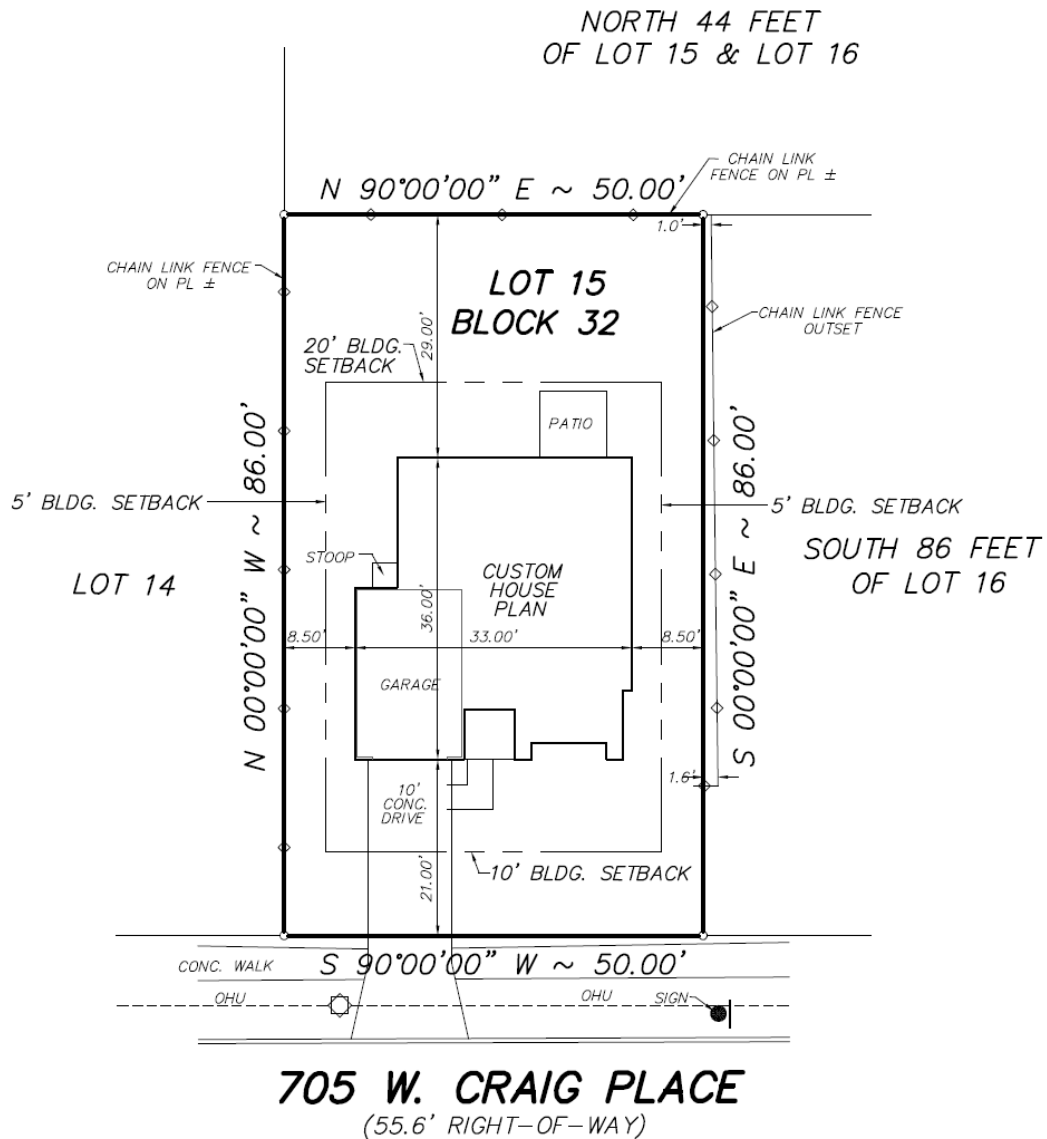 NORTH 44 FEET
OF LOT 15 & LOT 16
CHAIN LINK
FENCE ON PL ±
N 90°00'00" E ~ 50.00'
1.0'
CHAIN LINK FENCE
ON PL ±
LOT 15
BLOCK 32
29.00'
CHAIN LINK FENCE
OUTSET
20' BLDG.
SETBACK
PATIO
N 00°00'00" W ~ 86.00'
S 00°00'00" E ~ 86.00'
5' BLDG. SETBACK
5' BLDG. SETBACK
STOOP
LOT 14
CUSTOM
HOUSE
PLAN
SOUTH 86 FEET
OF LOT 16
36.00'
8.50'
33.00'
8.50'
GARAGE
1.6'
10'
CONC.
DRIVE
21.00'
10' BLDG. SETBACK
CONC. WALK
S 90°00'00" W ~ 50.00'
OHU
OHU
SIGN
705 W. CRAIG PLACE
(55.6' RIGHT-OF-WAY)